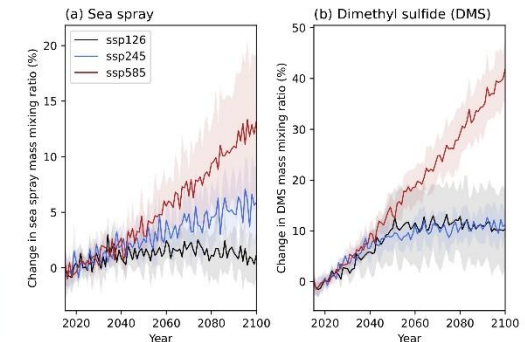 (a) Sea spray
Change in sea spray mass mixing ratio (%)
20
15
10
5
0
ssp126
ssp245
ssp585
2020 2040 2060 2080 2100
Year
(b) Dimethyl sulfide (DMS)
Change in DMS mass mixing ratio (%)
50
40
30
20
10
0
2020 2040 2060 2080 2100
Year